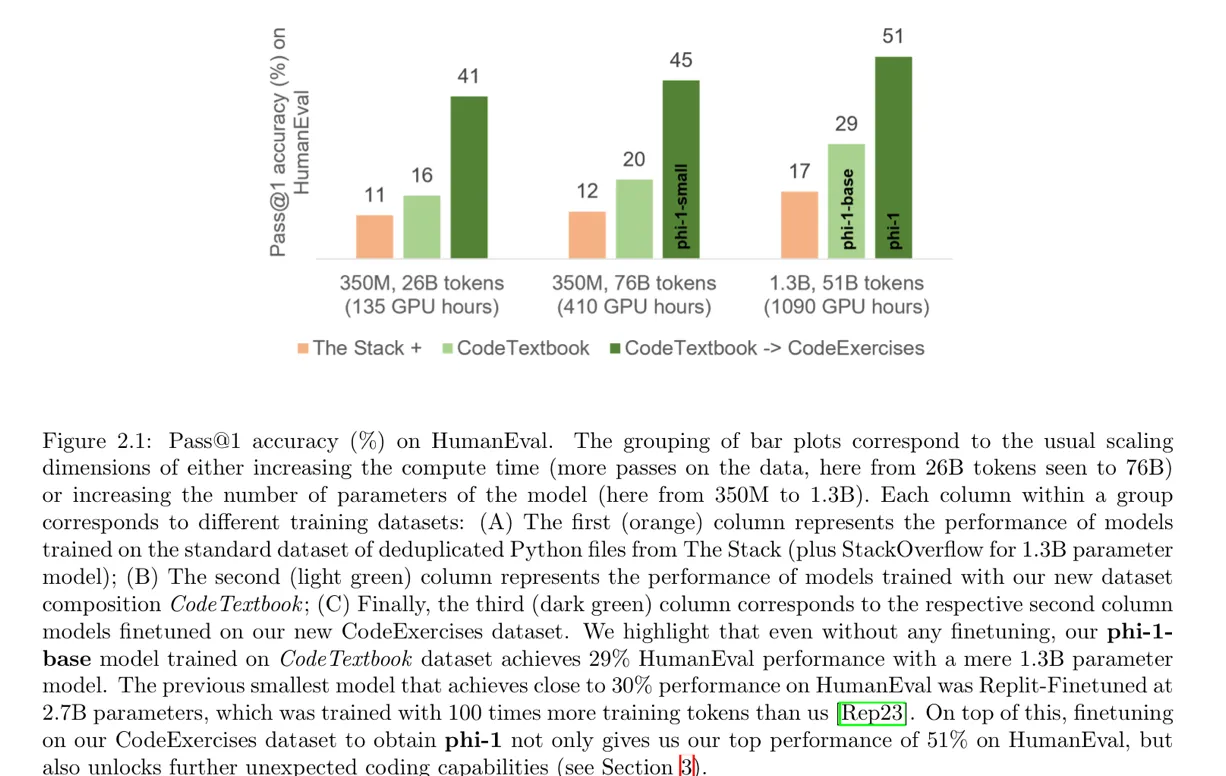 Pass@1 accuracy (%) on
HumanEval
11
16
41
12
20
45
phi-1-small
17
29
phi-1-base
51
phi-1
350M, 26B tokens
(135 GPU hours)
350M, 76B tokens
(410 GPU hours)
1.3B, 51B tokens
(1090 GPU hours)
The Stack +
CodeTextbook
CodeTextbook -> CodeExercises
Figure 2.1: Pass@1 accuracy (%) on HumanEval. The grouping of bar plots correspond to the usual scaling
dimensions of either increasing the compute time (more passes on the data, here from 26B tokens seen to 76B)
or increasing the number of parameters of the model (here from 350M to 1.3B). Each column within a group
corresponds to different training datasets: (A) The first (orange) column represents the performance of models
trained on the standard dataset of deduplicated Python files from The Stack (plus StackOverflow for 1.3B parameter
model); (B) The second (light green) column represents the performance of models trained with our new dataset
composition CodeTextbook; (C) Finally, the third (dark green) column corresponds to the respective second column
models finetuned on our new CodeExercises dataset. We highlight that even without any finetuning, our phi-1-
base model trained on CodeTextbook dataset achieves 29% HumanEval performance with a mere 1.3B parameter
model. The previous smallest model that achieves close to 30% performance on HumanEval was Replit-Finetuned at
2.7B parameters, which was trained with 100 times more training tokens than us [Rep23]. On top of this, finetuning
on our CodeExercises dataset to obtain phi-1 not only gives us our top performance of 51% on HumanEval, but
also unlocks further unexpected coding capabilities (see Section 3).